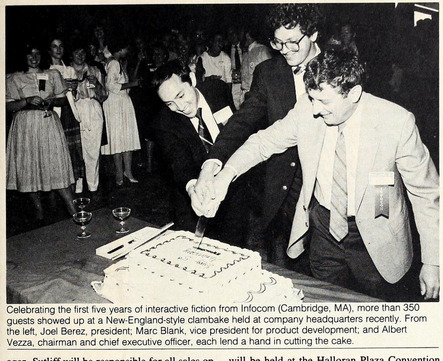 Celebrating the first five years of interactive fiction from Infocom (Cambridge, MA), more than 350
guests showed up at a New-England-style clambake held at company headquarters recently. From
the left, Joel Berez, president; Marc Blank, vice president for product development; and Albert
Vezza, chairman and chief executive officer, each lend a hand in cutting the cake.
Sutliff will be responsible for all sales on
will be held at the Halloran Plaza Convention